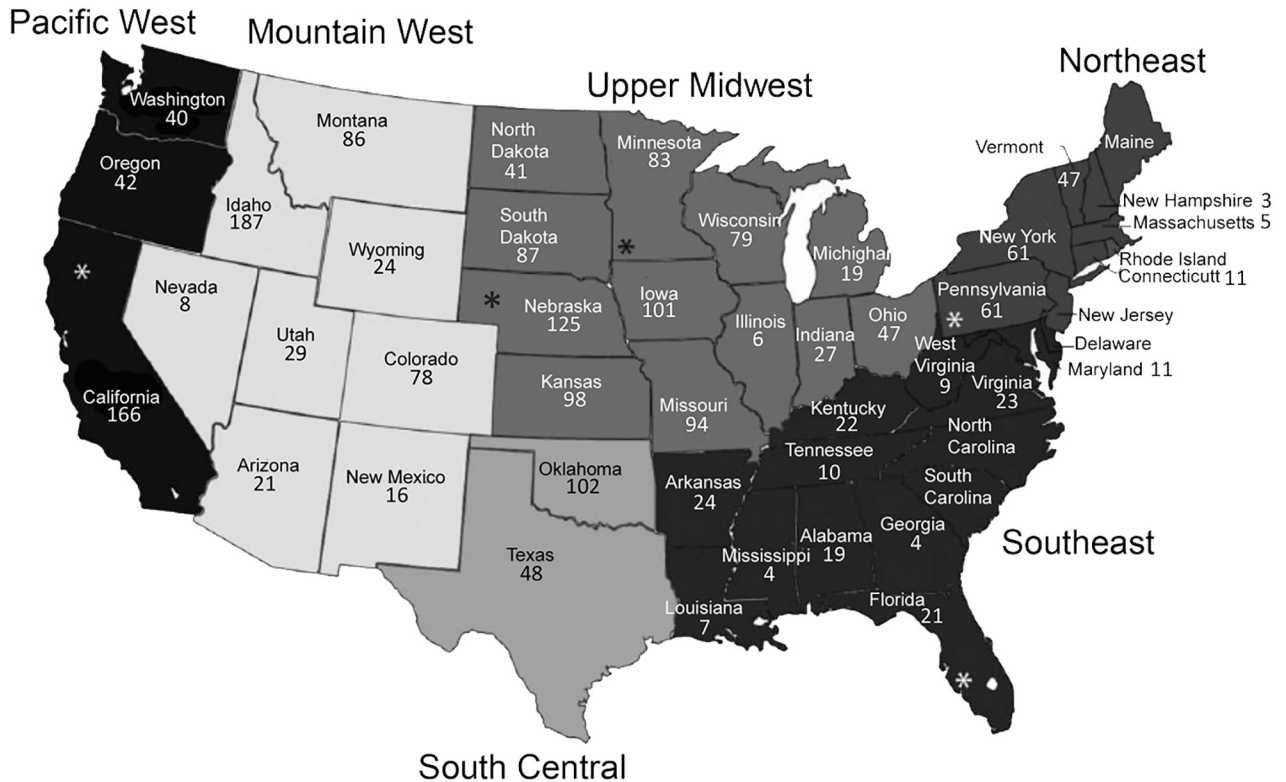 Pacific West
Mountain West
Upper Midwest
Northeast
Washington
40
Oregon
42
California
166
*
Montana
86
Idaho
187
Wyoming
24
Nevada
8
Utah
29
Colorado
78
Arizona
21
New Mexico
16
North
Dakota
41
South
Dakota
87
*
Nebraska
125
Kansas
98
Minnesota
83
*
Iowa
101
Missouri
94
Wisconsin
79
Illinois
6
Michighan
19
Indiana
27
Ohio
47
Oklahoma
102
Texas
48
South Central
Vermont
47
Maine
New Hampshire 3
Massachusetts 5
Rhode Island
Connecticutt 11
New York
61
Pennsylvania
61
*
New Jersey
Delaware
Maryland 11
West
Virginia
9
Virginia
23
Kentucky
22
Tennessee
10
North
Carolina
South
Carolina
Arkansas
24
Louisiana
7
Mississippi
4
Alabama
19
Georgia
4
Florida
21
*
Southeast